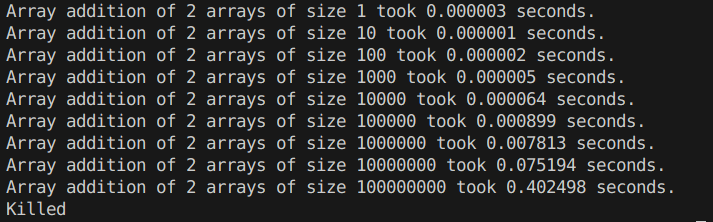 Array addition of 2 arrays of size 1 took 0.000003 seconds.
Array addition of 2 arrays of size 10 took 0.000001 seconds.
Array addition of 2 arrays of size 100 took 0.000002 seconds.
Array addition of 2 arrays of size 1000 took 0.000005 seconds.
Array addition of 2 arrays of size 10000 took 0.000064 seconds.
Array addition of 2 arrays of size 100000 took 0.000899 seconds.
Array addition of 2 arrays of size 1000000 took 0.007813 seconds.
Array addition of 2 arrays of size 10000000 took 0.075194 seconds.
Array addition of 2 arrays of size 100000000 took 0.402498 seconds.
Killed